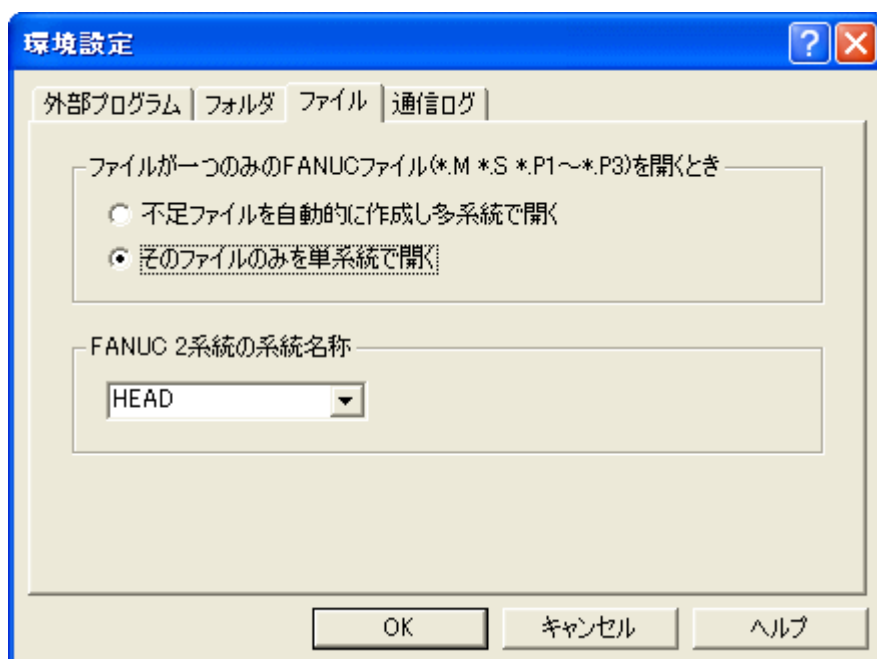 環境設定
外部プログラム フォルダ ファイル 通信ログ
ファイルが一つのみのFANUCファイル(*.M *.S *.P1～*.P3)を開くとき
不足ファイルを自動的に作成し多系統で開く
そのファイルのみを単系統で開く
FANUC 2系統の系統名称
HEAD
OK キャンセル ヘルプ